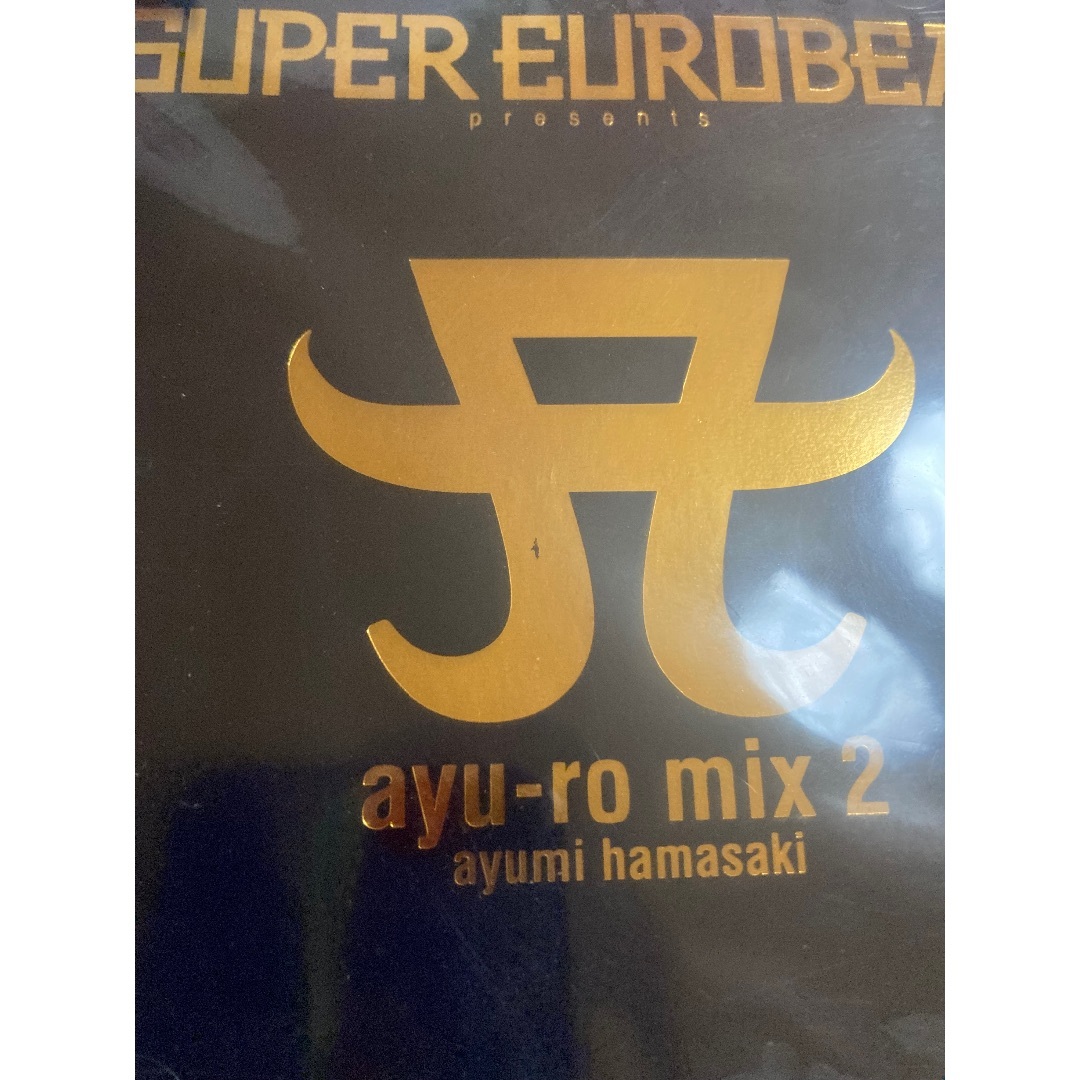 SUPER EUROBEA
presents
ayu-ro mix 2
ayumi hamasaki